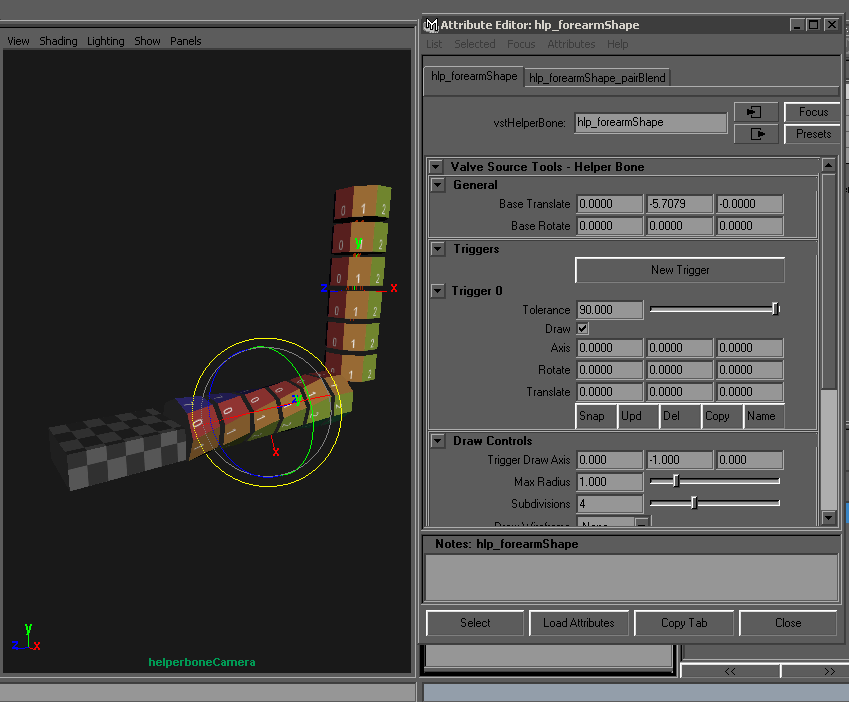 Attribute Editor: hlp_forearmShape
List Selected Focus Attributes Help
View Shading Lighting Show Panels
hlp_forearmShape hlp_forearmShape_pairBlend
vstHelperBone: hlp_forearmShape
Focus
Presets
Valve Source Tools - Helper Bone
General
Base Translate 0.0000 -5.7079 -0.0000
Base Rotate 0.0000 0.0000 0.0000
Triggers
New Trigger
Trigger 0
Tolerance 90.000
Draw
Axis 0.0000 0.0000 0.0000
Rotate 0.0000 0.0000 0.0000
Translate 0.0000 0.0000 0.0000
Snap Upd Del Copy Name
Draw Controls
Trigger Draw Axis 0.000 -1.000 0.000
Max Radius 1.000
Subdivisions 4
Draw Wireframe None
Notes: hlp_forearmShape
Select Load Attributes Copy Tab Close
<< >>
0 1 2
0 1 2
0 1 2
0 1 2
0 1 2
1 2
y
z x
x
y
z x
helperboneCamera